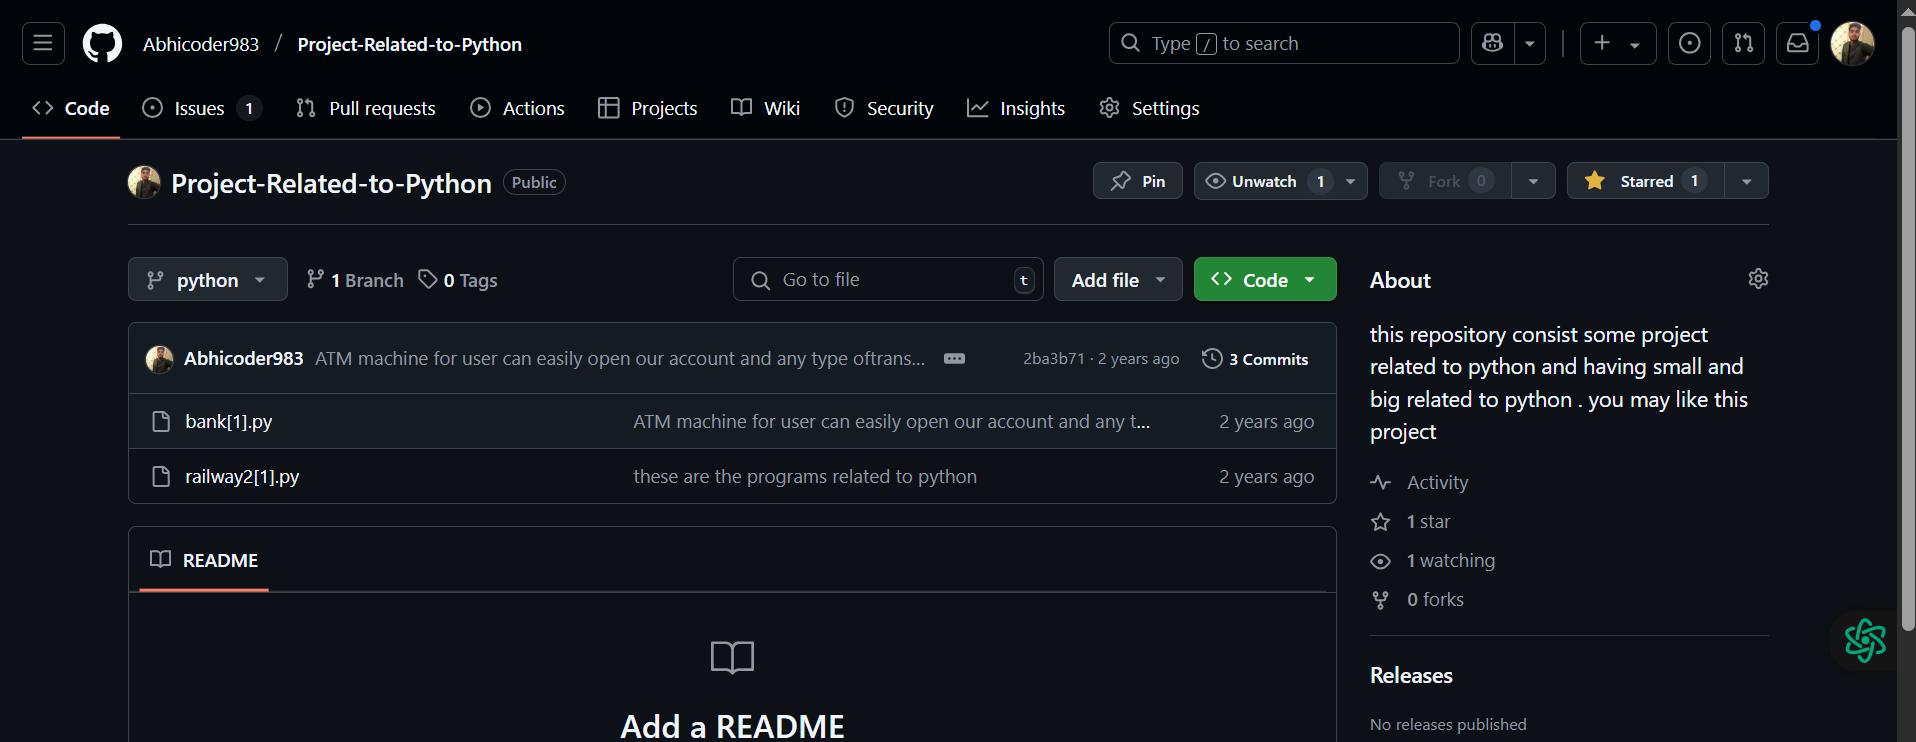 Abhicoder983 / Project-Related-to-Python
Type / to search
Code
Issues 1
Pull requests
Actions
Projects
Wiki
Security
Insights
Settings
Project-Related-to-Python Public
Pin
Unwatch 1
Fork 0
Starred 1
python
1 Branch
0 Tags
Go to file t
Add file
Code
Abhicoder983 ATM machine for user can easily open our account and any type oftrans... 2ba3b71 · 2 years ago 3 Commits
bank[1].py ATM machine for user can easily open our account and any t... 2 years ago
railway2[1].py these are the programs related to python 2 years ago
README
Add a README
About
this repository consist some project
related to python and having small and
big related to python . you may like this
project
Activity
1 star
1 watching
0 forks
Releases
No releases published